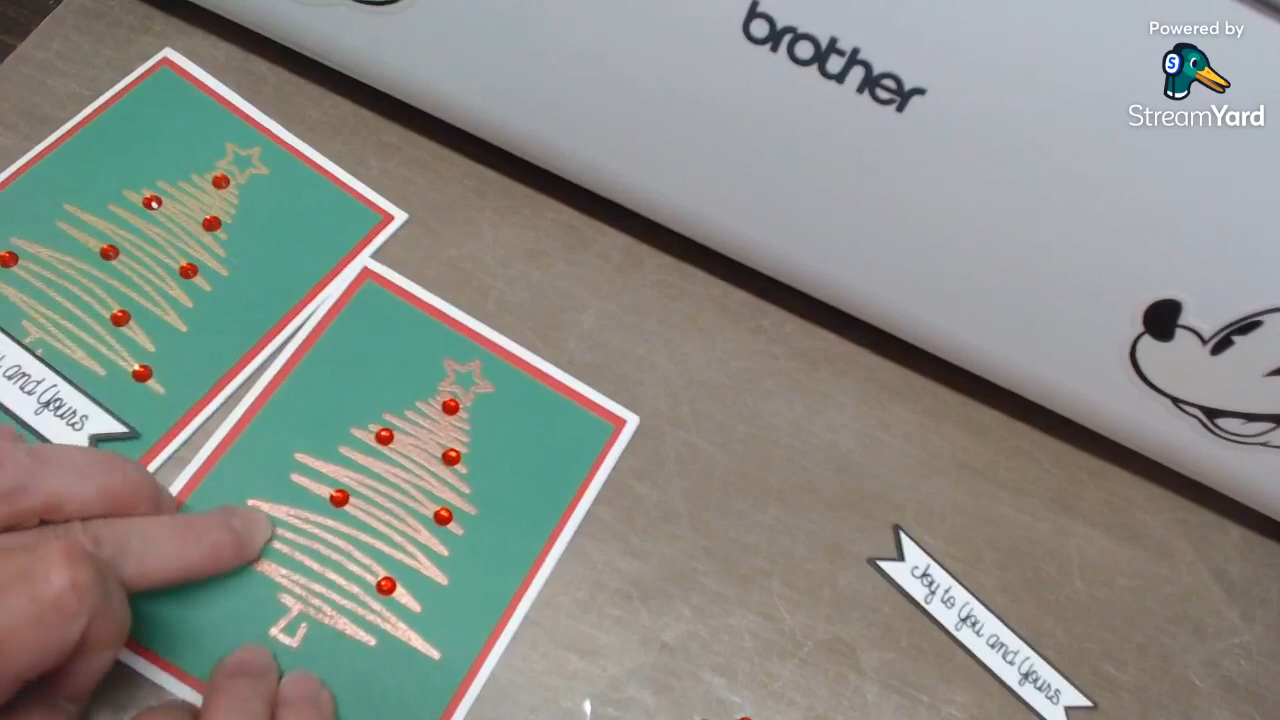 brother
Powered by
StreamYard
and Yours
Joy to You and Yours